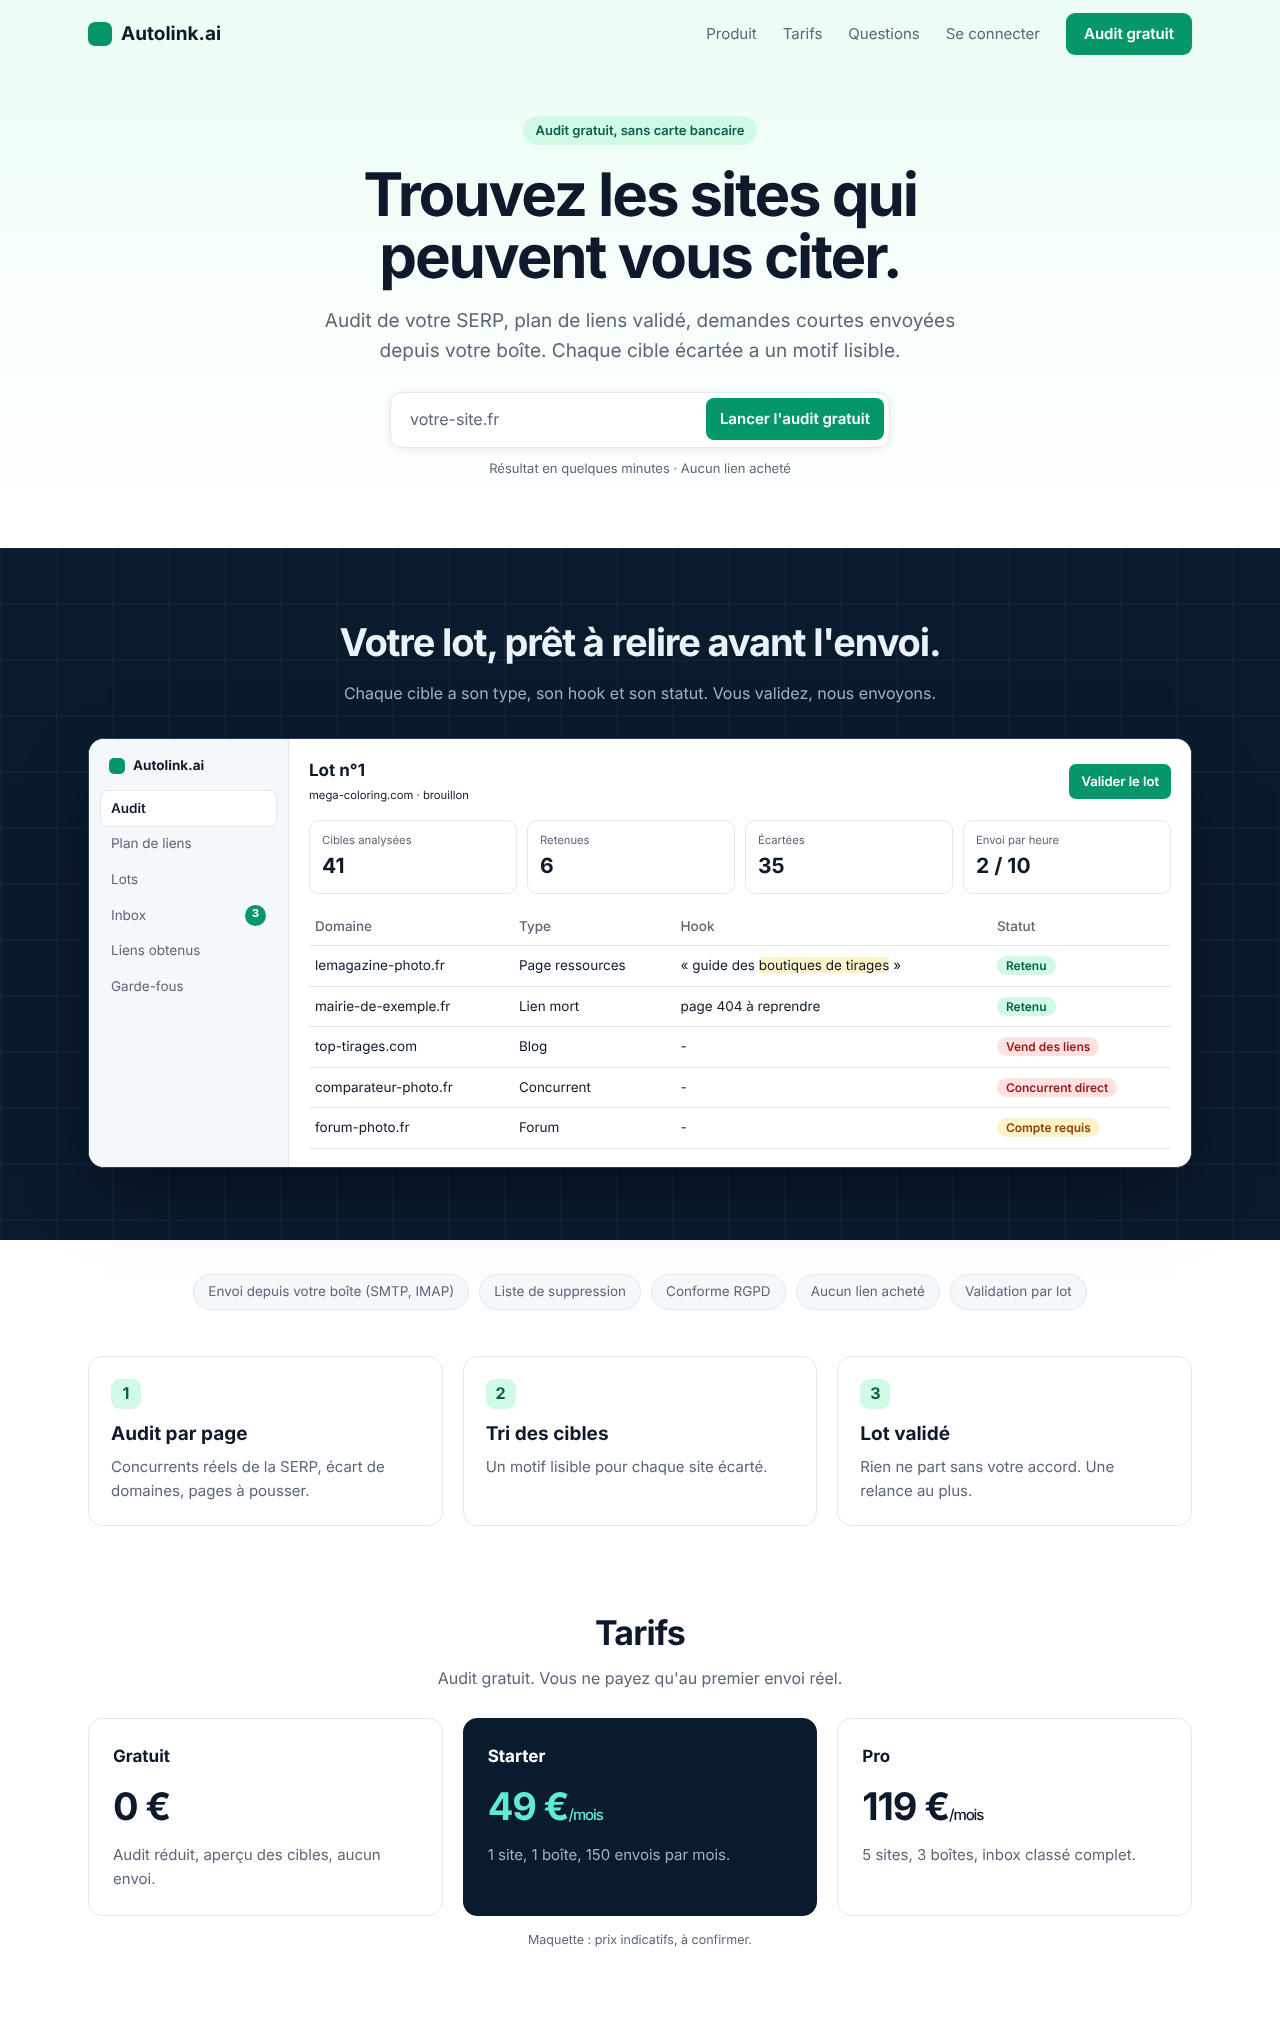 Autolink.ai
Produit Tarifs Questions Se connecter Audit gratuit
Audit gratuit, sans carte bancaire
Trouvez les sites qui
peuvent vous citer.
Audit de votre SERP, plan de liens validé, demandes courtes envoyées
depuis votre boîte. Chaque cible écartée a un motif lisible.
votre-site.fr Lancer l'audit gratuit
Résultat en quelques minutes · Aucun lien acheté
Votre lot, prêt à relire avant l'envoi.
Chaque cible a son type, son hook et son statut. Vous validez, nous envoyons.
Autolink.ai
Audit
Plan de liens
Lots
Inbox 3
Liens obtenus
Garde-fous
Lot n°1
mega-coloring.com · brouillon
Valider le lot
Cibles analysées
41
Retenues
6
Écartées
35
Envoi par heure
2 / 10
Domaine Type Hook Statut
lemagazine-photo.fr Page ressources « guide des boutiques de tirages » Retenu
mairie-de-exemple.fr Lien mort page 404 à reprendre Retenu
top-tirages.com Blog - Vend des liens
comparateur-photo.fr Concurrent - Concurrent direct
forum-photo.fr Forum - Compte requis
Envoi depuis votre boîte (SMTP, IMAP) Liste de suppression Conforme RGPD Aucun lien acheté Validation par lot
1
Audit par page
Concurrents réels de la SERP, écart de
domaines, pages à pousser.
2
Tri des cibles
Un motif lisible pour chaque site écarté.
3
Lot validé
Rien ne part sans votre accord. Une
relance au plus.
Tarifs
Audit gratuit. Vous ne payez qu'au premier envoi réel.
Gratuit
0 €
Audit réduit, aperçu des cibles, aucun
envoi.
Starter
49 €/mois
1 site, 1 boîte, 150 envois par mois.
Pro
119 €/mois
5 sites, 3 boîtes, inbox classé complet.
Maquette : prix indicatifs, à confirmer.